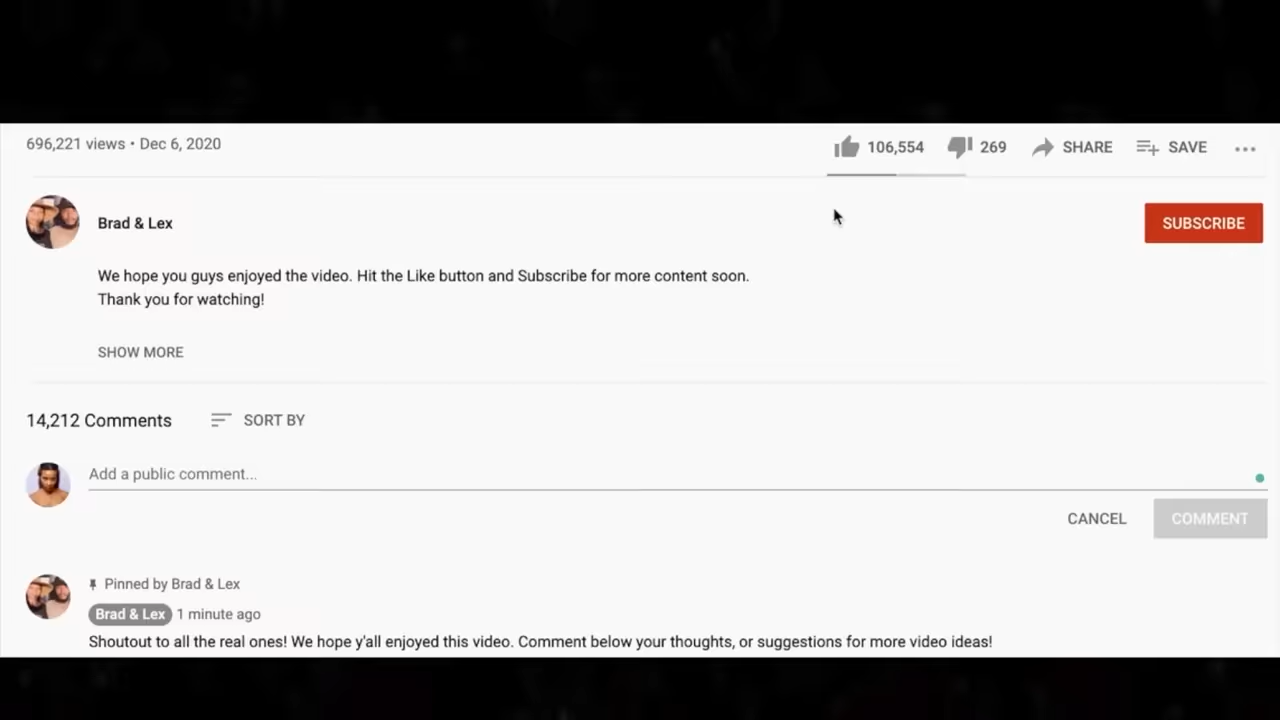 696,221 views • Dec 6, 2020
106,554
269
SHARE
SAVE
Brad & Lex
SUBSCRIBE
We hope you guys enjoyed the video. Hit the Like button and Subscribe for more content soon.
Thank you for watching!
SHOW MORE
14,212 Comments
SORT BY
Add a public comment...
CANCEL
COMMENT
Pinned by Brad & Lex
Brad & Lex 1 minute ago
Shoutout to all the real ones! We hope y'all enjoyed this video. Comment below your thoughts, or suggestions for more video ideas!